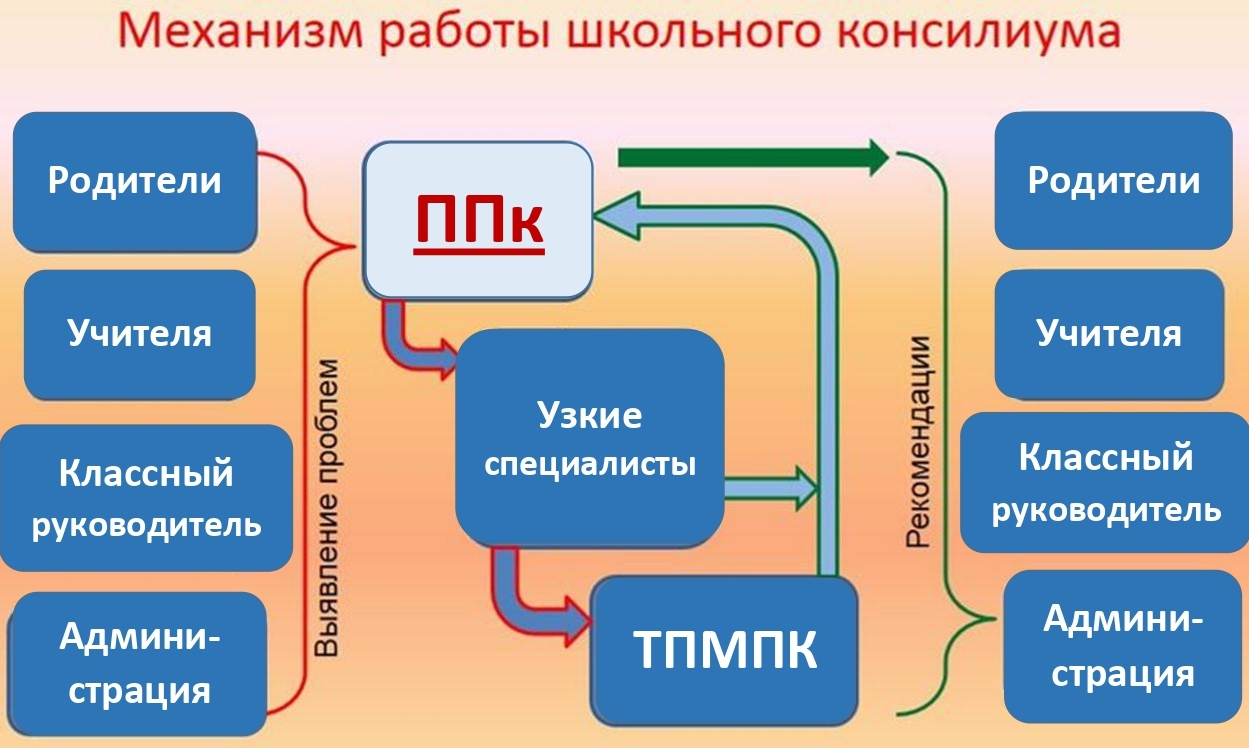 Механизм работы школьного консилиума
Родители
Учителя
Классный
руководитель
Админи-
страция
Выявление проблем
ППк
Узкие
специалисты
ТПМПК
Рекомендации
Родители
Учителя
Классный
руководитель
Админи-
страция